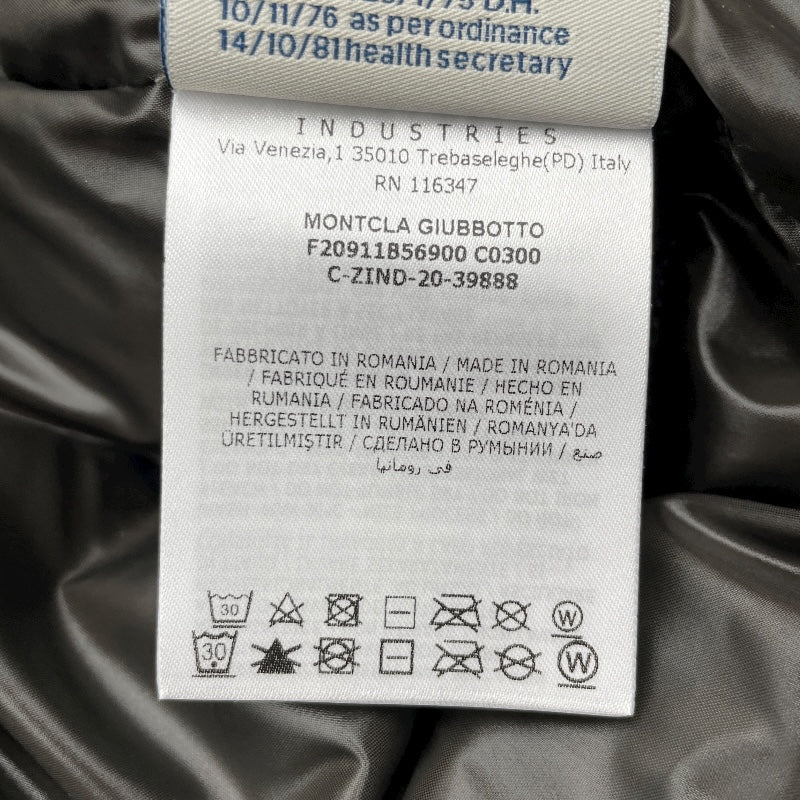 D.H.
10/11/76 as per ordinance
14/10/81 health secretary
INDUSTRIES
Via Venezia,1 35010 Trebaseleghe(PD) Italy
RN 116347
MONTCLA GIUBBOTTO
F20911B56900 C0300
C-ZIND-20-39888
FABBRICATO IN ROMANIA / MADE IN ROMANIA
/ FABRIQUÉ EN ROUMANIE / HECHO EN
RUMANIA / FABRICADO NA ROMÉNIA /
HERGESTELLT IN RUMÄNIEN / ROMANYA'DA
ÜRETILMIŞTIR / СДЕЛАНО В РУМЫНИИ / صنع
في رومانيا
30 W
30 W